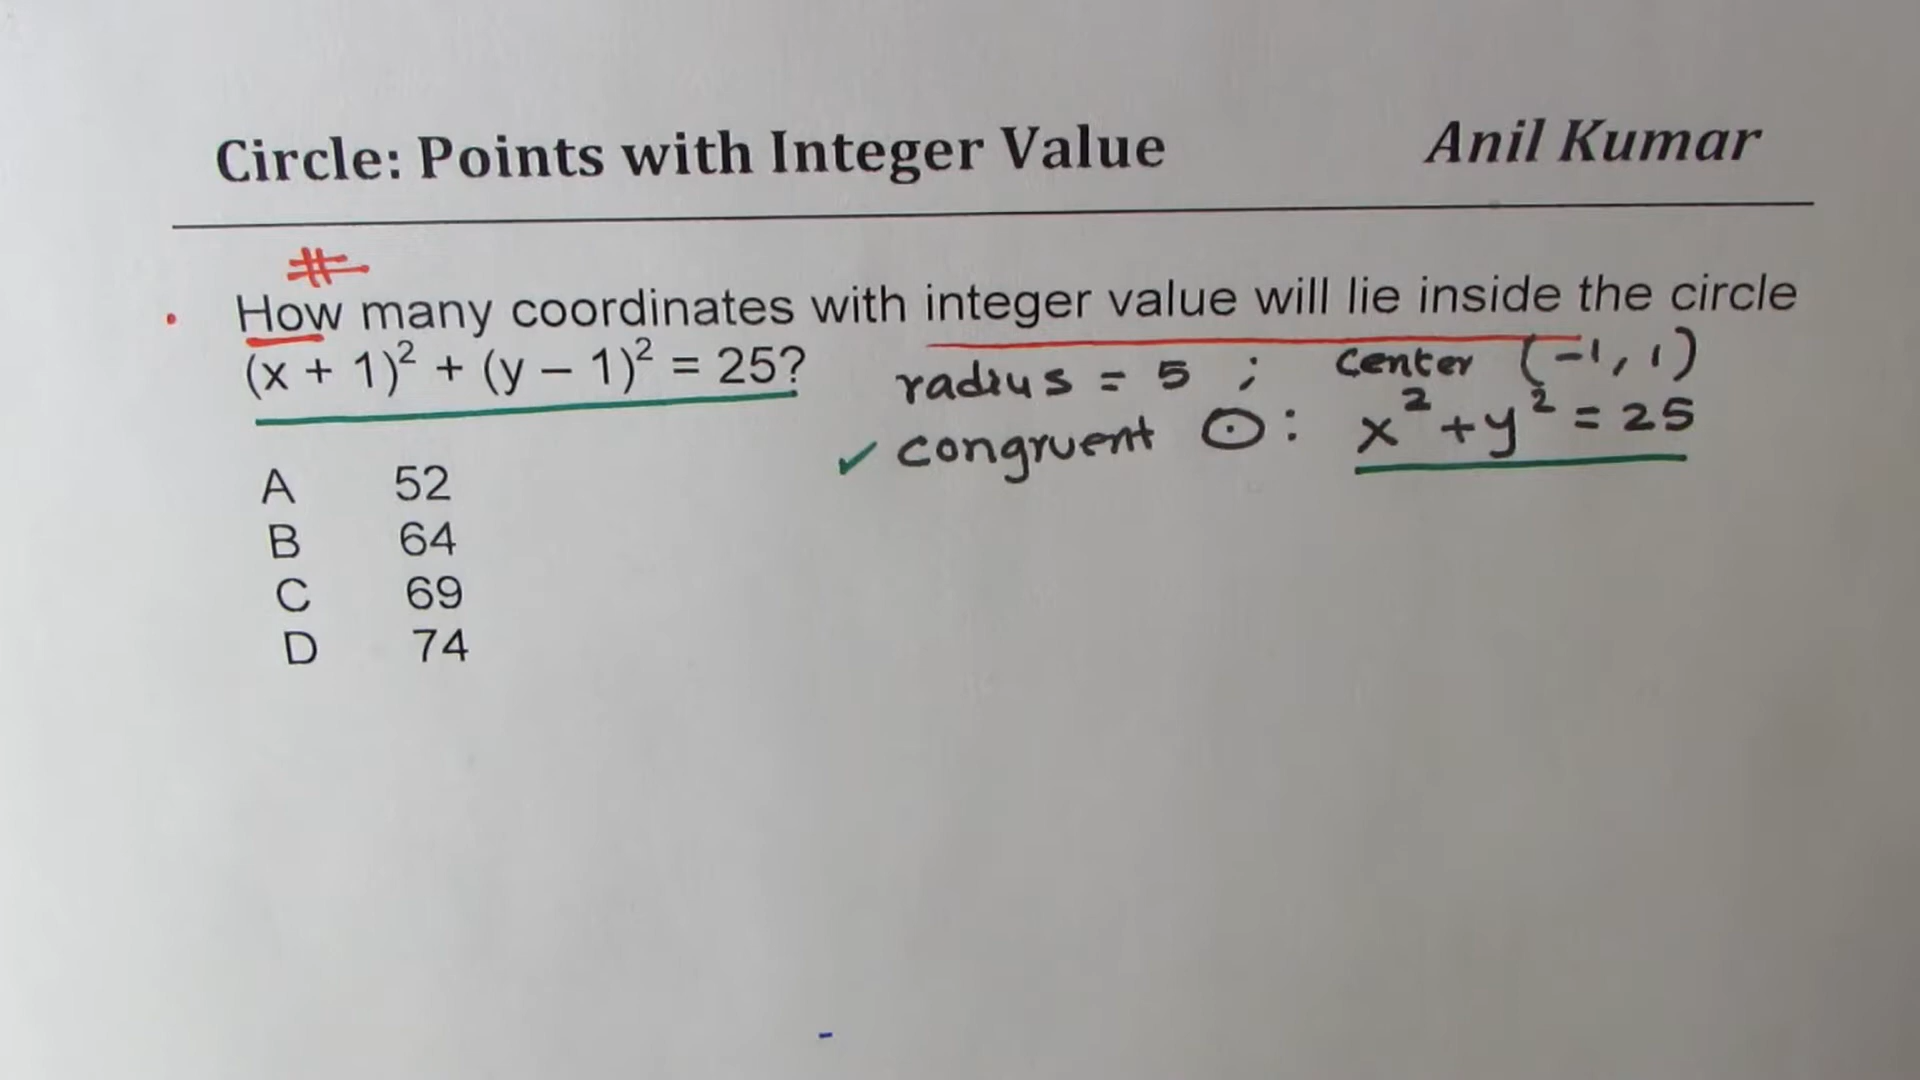 Circle: Points with Integer Value
Anil Kumar
#
How many coordinates with integer value will lie inside the circle
(x + 1)² + (y – 1)² = 25?
radius = 5 ; center (-1, 1)
✓ congruent ⊙ : x² + y² = 25
A 52
B 64
C 69
D 74